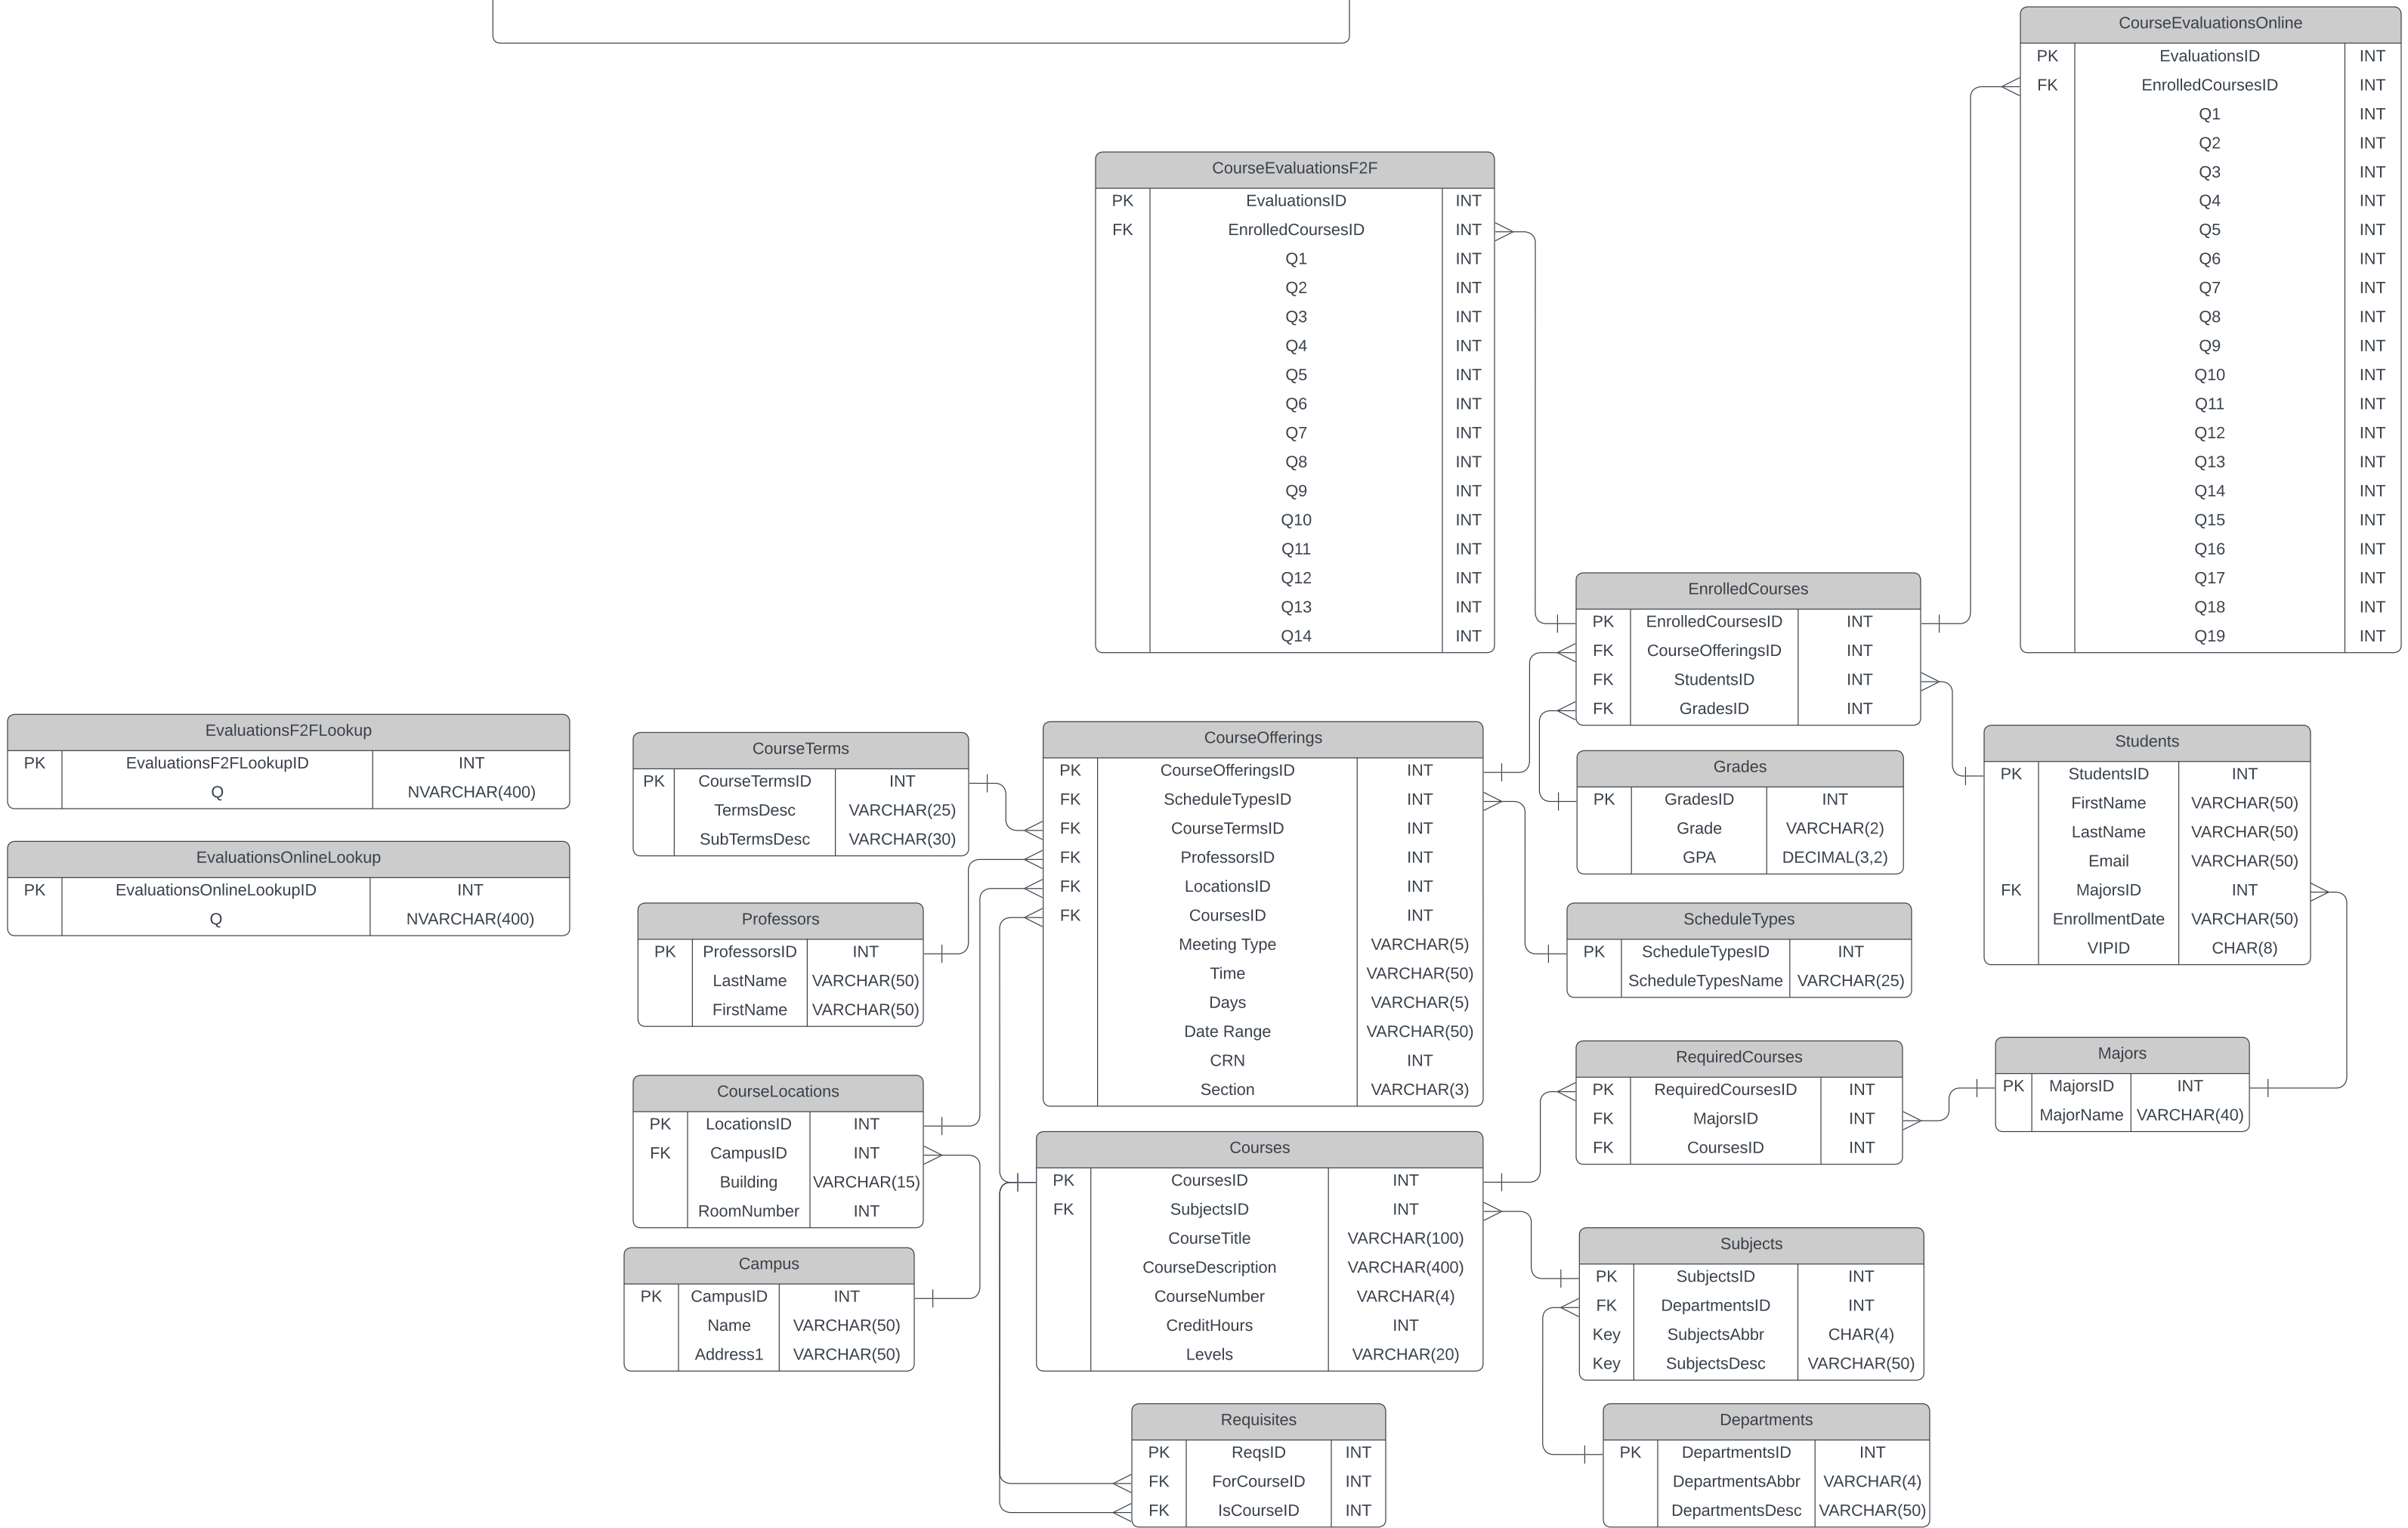 CourseEvaluationsOnline
PK EvaluationsID INT
FK EnrolledCoursesID INT
Q1 INT
Q2 INT
Q3 INT
Q4 INT
Q5 INT
Q6 INT
Q7 INT
Q8 INT
Q9 INT
Q10 INT
Q11 INT
Q12 INT
Q13 INT
Q14 INT
Q15 INT
Q16 INT
Q17 INT
Q18 INT
Q19 INT
CourseEvaluationsF2F
PK EvaluationsID INT
FK EnrolledCoursesID INT
Q1 INT
Q2 INT
Q3 INT
Q4 INT
Q5 INT
Q6 INT
Q7 INT
Q8 INT
Q9 INT
Q10 INT
Q11 INT
Q12 INT
Q13 INT
Q14 INT
EnrolledCourses
PK EnrolledCoursesID INT
FK CourseOfferingsID INT
FK StudentsID INT
FK GradesID INT
EvaluationsF2FLookup
PK EvaluationsF2FLookupID INT
Q NVARCHAR(400)
EvaluationsOnlineLookup
PK EvaluationsOnlineLookupID INT
Q NVARCHAR(400)
CourseTerms
PK CourseTermsID INT
TermsDesc VARCHAR(25)
SubTermsDesc VARCHAR(30)
Professors
PK ProfessorsID INT
LastName VARCHAR(50)
FirstName VARCHAR(50)
CourseLocations
PK LocationsID INT
FK CampusID INT
Building VARCHAR(15)
RoomNumber INT
Campus
PK CampusID INT
Name VARCHAR(50)
Address1 VARCHAR(50)
CourseOfferings
PK CourseOfferingsID INT
FK ScheduleTypesID INT
FK CourseTermsID INT
FK ProfessorsID INT
FK LocationsID INT
FK CoursesID INT
Meeting Type VARCHAR(5)
Time VARCHAR(50)
Days VARCHAR(5)
Date Range VARCHAR(50)
CRN INT
Section VARCHAR(3)
Courses
PK CoursesID INT
FK SubjectsID INT
CourseTitle VARCHAR(100)
CourseDescription VARCHAR(400)
CourseNumber VARCHAR(4)
CreditHours INT
Levels VARCHAR(20)
Requisites
PK ReqsID INT
FK ForCourseID INT
FK IsCourseID INT
Grades
PK GradesID INT
Grade VARCHAR(2)
GPA DECIMAL(3,2)
ScheduleTypes
PK ScheduleTypesID INT
ScheduleTypesName VARCHAR(25)
RequiredCourses
PK RequiredCoursesID INT
FK MajorsID INT
FK CoursesID INT
Subjects
PK SubjectsID INT
FK DepartmentsID INT
Key SubjectsAbbr CHAR(4)
Key SubjectsDesc VARCHAR(50)
Departments
PK DepartmentsID INT
DepartmentsAbbr VARCHAR(4)
DepartmentsDesc VARCHAR(50)
Students
PK StudentsID INT
FirstName VARCHAR(50)
LastName VARCHAR(50)
Email VARCHAR(50)
FK MajorsID INT
EnrollmentDate VARCHAR(50)
VIPID CHAR(8)
Majors
PK MajorsID INT
MajorName VARCHAR(40)